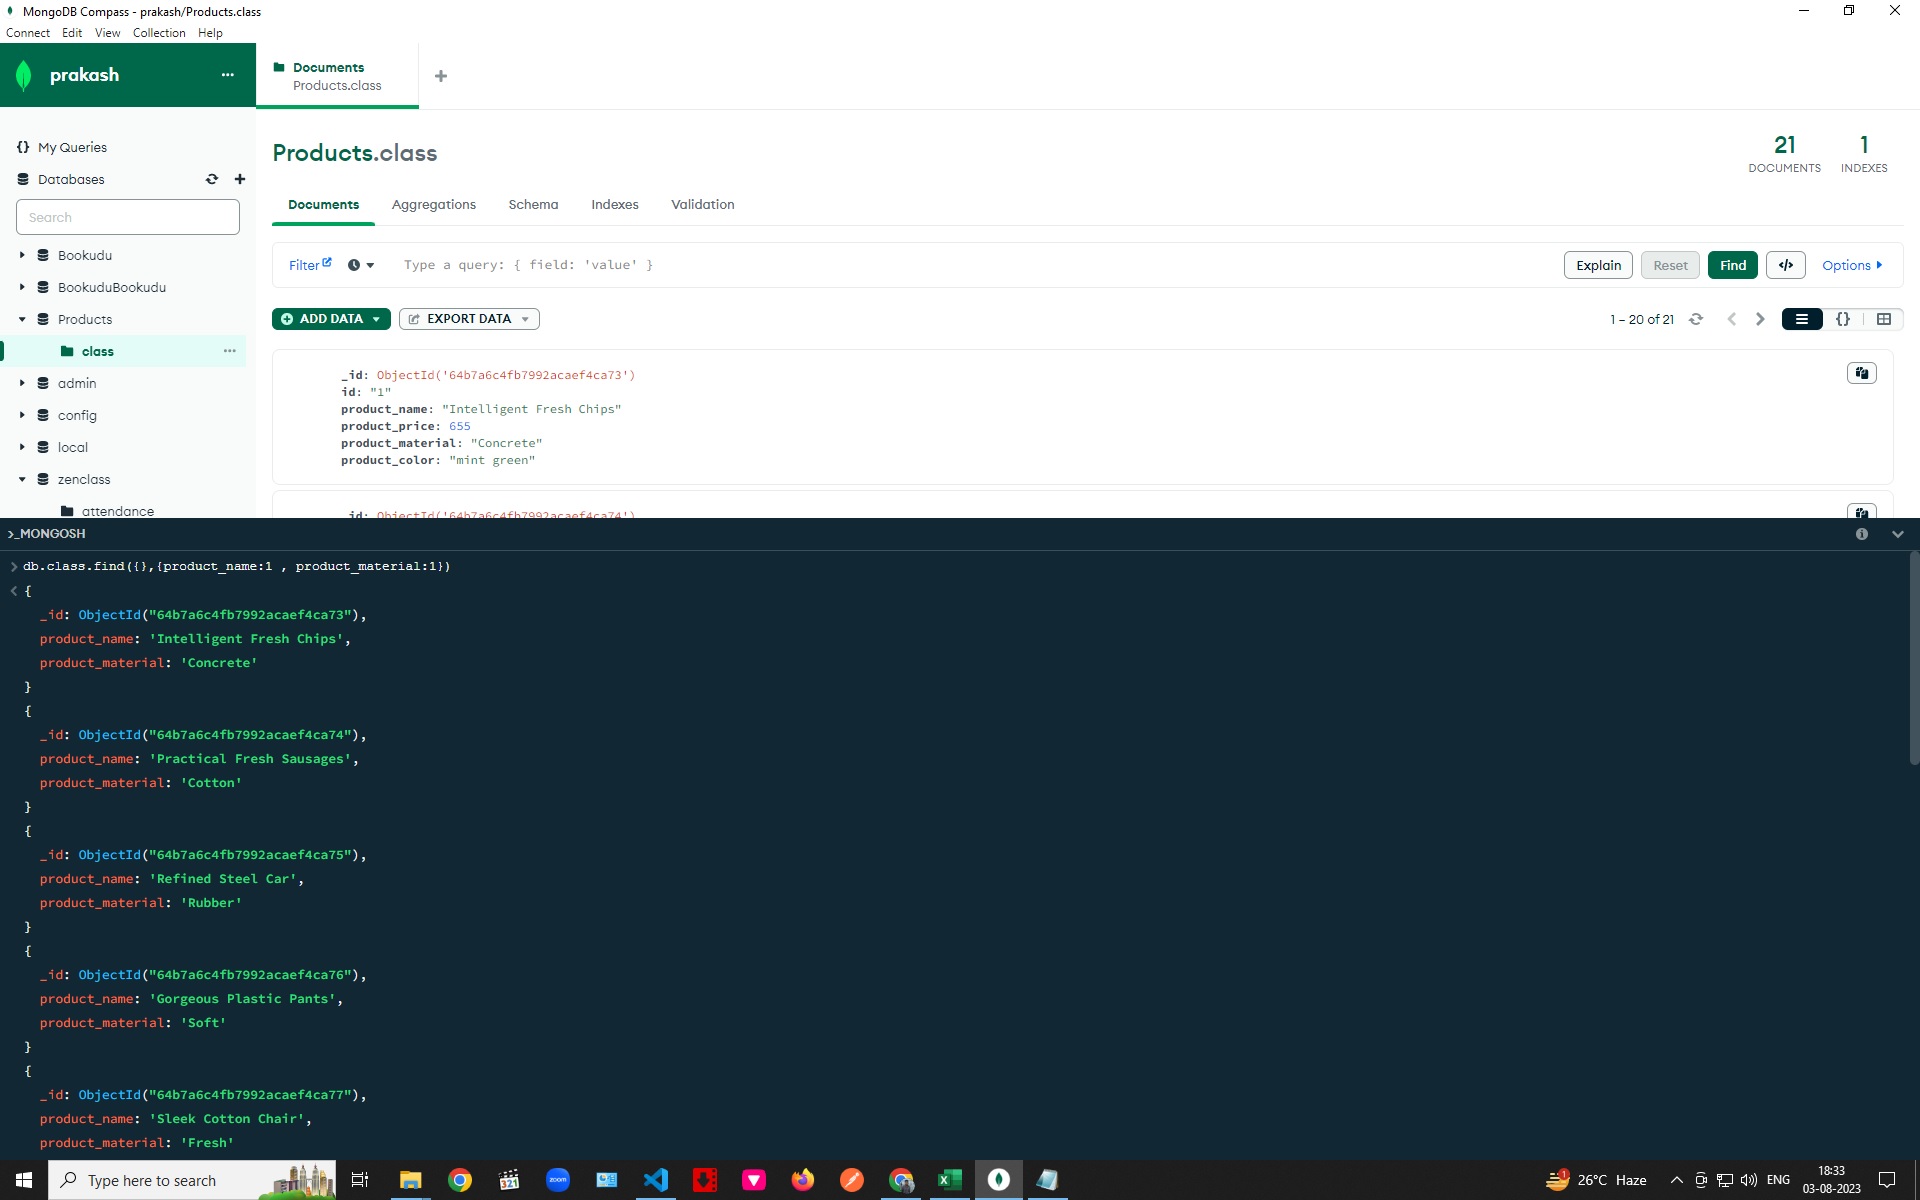 MongoDB Compass - prakash/Products.class
Connect Edit View Collection Help
prakash
Documents
Products.class
My Queries
Databases
Search
Bookudu
BookuduBookudu
Products
class
admin
config
local
zenclass
attendance
Products.class
21
DOCUMENTS
1
INDEXES
Documents Aggregations Schema Indexes Validation
Filter Type a query: { field: 'value' } Explain Reset Find </> Options
ADD DATA EXPORT DATA 1 – 20 of 21 {}
_id: ObjectId('64b7a6c4fb7992acaef4ca73')
id: "1"
product_name: "Intelligent Fresh Chips"
product_price: 655
product_material: "Concrete"
product_color: "mint green"
_id: ObjectId('64b7a6c4fb7992acaef4ca74')
>_MONGOSH
> db.class.find({},{product_name:1 , product_material:1})
< {
_id: ObjectId("64b7a6c4fb7992acaef4ca73"),
product_name: 'Intelligent Fresh Chips',
product_material: 'Concrete'
}
{
_id: ObjectId("64b7a6c4fb7992acaef4ca74"),
product_name: 'Practical Fresh Sausages',
product_material: 'Cotton'
}
{
_id: ObjectId("64b7a6c4fb7992acaef4ca75"),
product_name: 'Refined Steel Car',
product_material: 'Rubber'
}
{
_id: ObjectId("64b7a6c4fb7992acaef4ca76"),
product_name: 'Gorgeous Plastic Pants',
product_material: 'Soft'
}
{
_id: ObjectId("64b7a6c4fb7992acaef4ca77"),
product_name: 'Sleek Cotton Chair',
product_material: 'Fresh'
Type here to search 321 zoom 1 26°C Haze ENG 18:33
03-08-2023